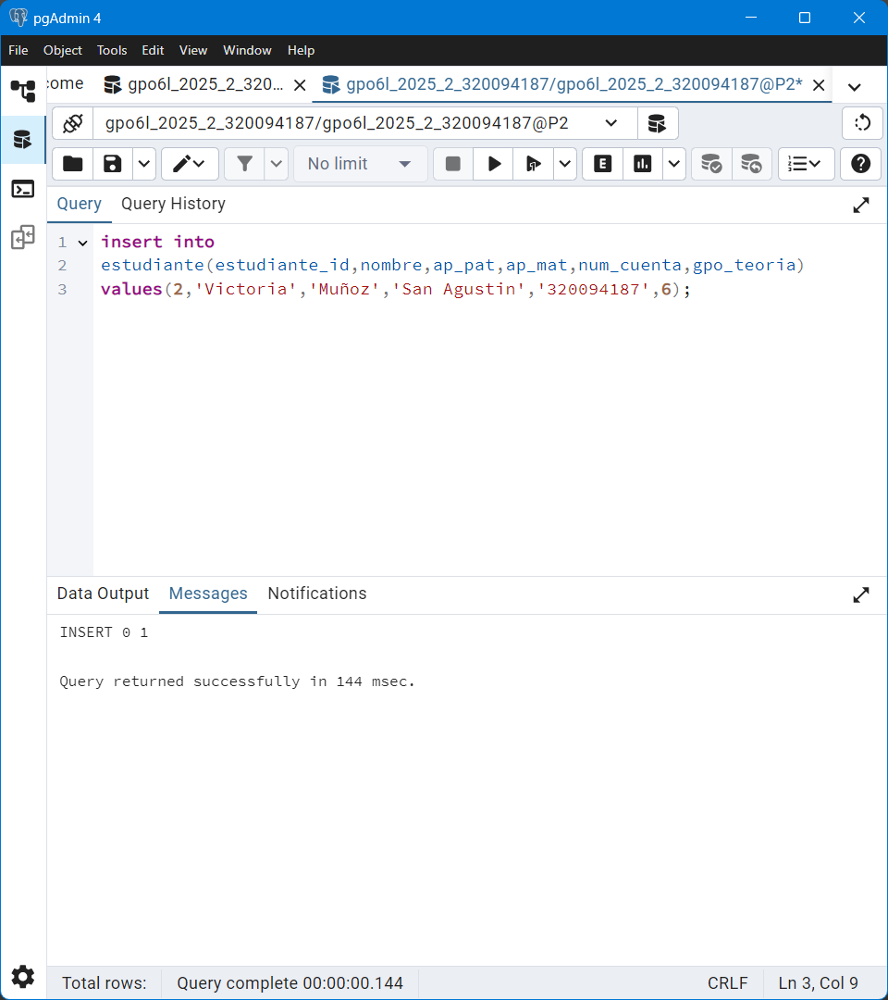 pgAdmin 4
File Object Tools Edit View Window Help
come gpo6l_2025_2_320... gpo6l_2025_2_320094187/gpo6l_2025_2_320094187@P2*
gpo6l_2025_2_320094187/gpo6l_2025_2_320094187@P2
No limit E
Query Query History
1 insert into
2 estudiante(estudiante_id,nombre,ap_pat,ap_mat,num_cuenta,gpo_teoria)
3 values(2,'Victoria','Muñoz','San Agustin','320094187',6);
Data Output Messages Notifications
INSERT 0 1
Query returned successfully in 144 msec.
Total rows: Query complete 00:00:00.144 CRLF Ln 3, Col 9